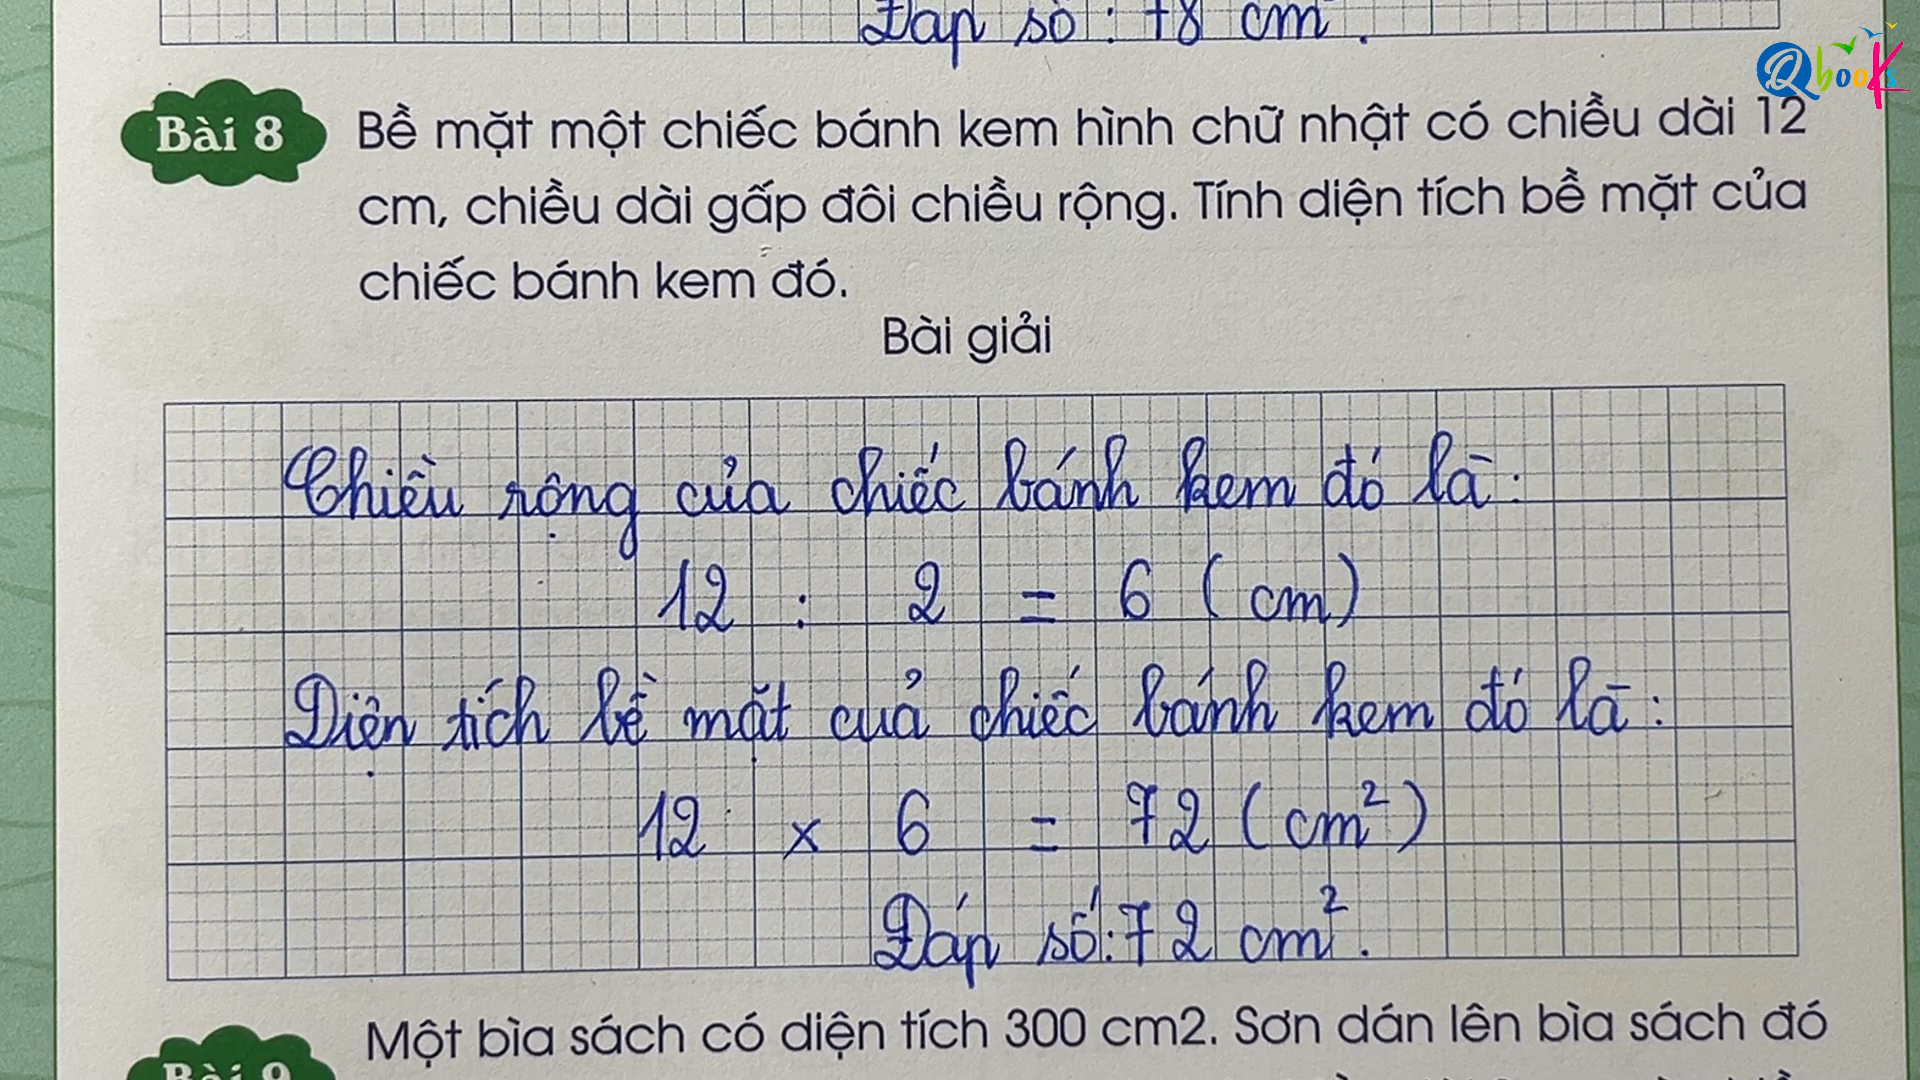 Đáp số : 78 cm .
Qbooks
Bài 8
Bề mặt một chiếc bánh kem hình chữ nhật có chiều dài 12
cm, chiều dài gấp đôi chiều rộng. Tính diện tích bề mặt của
chiếc bánh kem đó.
Bài giải
Chiều rộng của chiếc bánh kem đó là :
12 : 2 = 6 ( cm )
Diện tích bề mặt của chiếc bánh kem đó là :
12 x 6 = 72 ( cm² )
Đáp số : 72 cm² .
Bài 9
Một bìa sách có diện tích 300 cm2. Sơn dán lên bìa sách đó